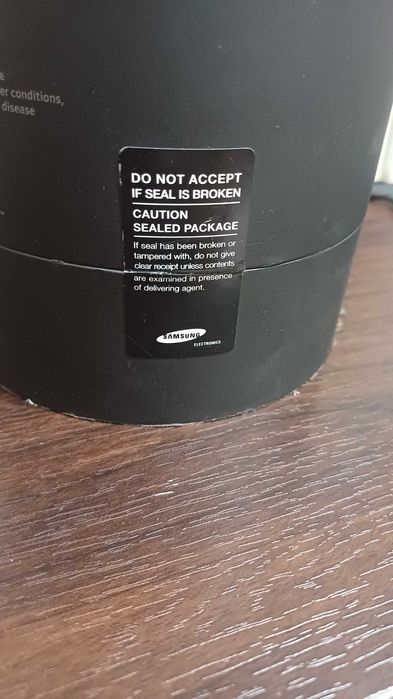 e
er conditions,
disease
DO NOT ACCEPT
IF SEAL IS BROKEN
CAUTION
SEALED PACKAGE
If seal has been broken or
tampered with, do not give
clear receipt unless contents
are examined in presence
of delivering agent.
SAMSUNG
ELECTRONICS